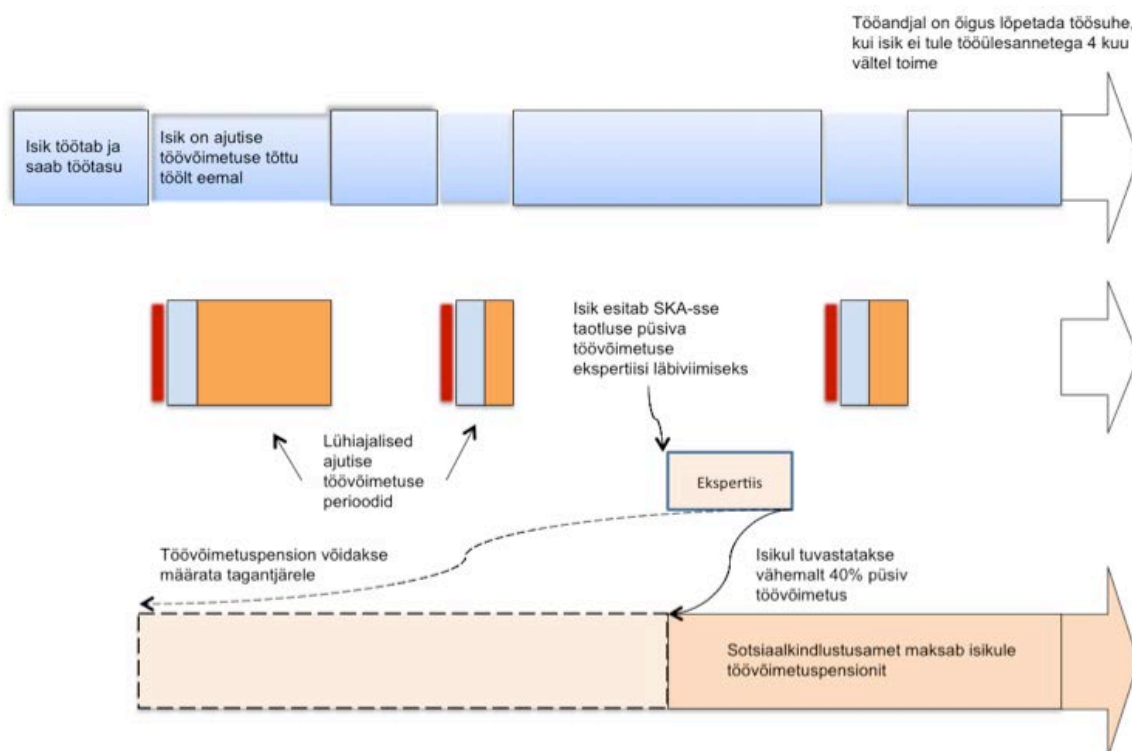 Tööandjal on õigus lõpetada töösuhe,
kui isik ei tule tööülesannetega 4 kuu
vältel toime
Isik töötab ja
saab töötasu
Isik on ajutise
töövõimetuse tõttu
töölt eemal
Isik esitab SKA-sse
taotluse püsiva
töövõimetuse
ekspertiisi läbiviimiseks
Lühiajalised
ajutise
töövõimetuse
perioodid
Ekspertiis
Töövõimetuspension võidakse
määrata tagantjärele
Isikul tuvastatakse
vähemalt 40% püsiv
töövõimetus
Sotsiaalkindlustusamet maksab isikule
töövõimetuspensionit